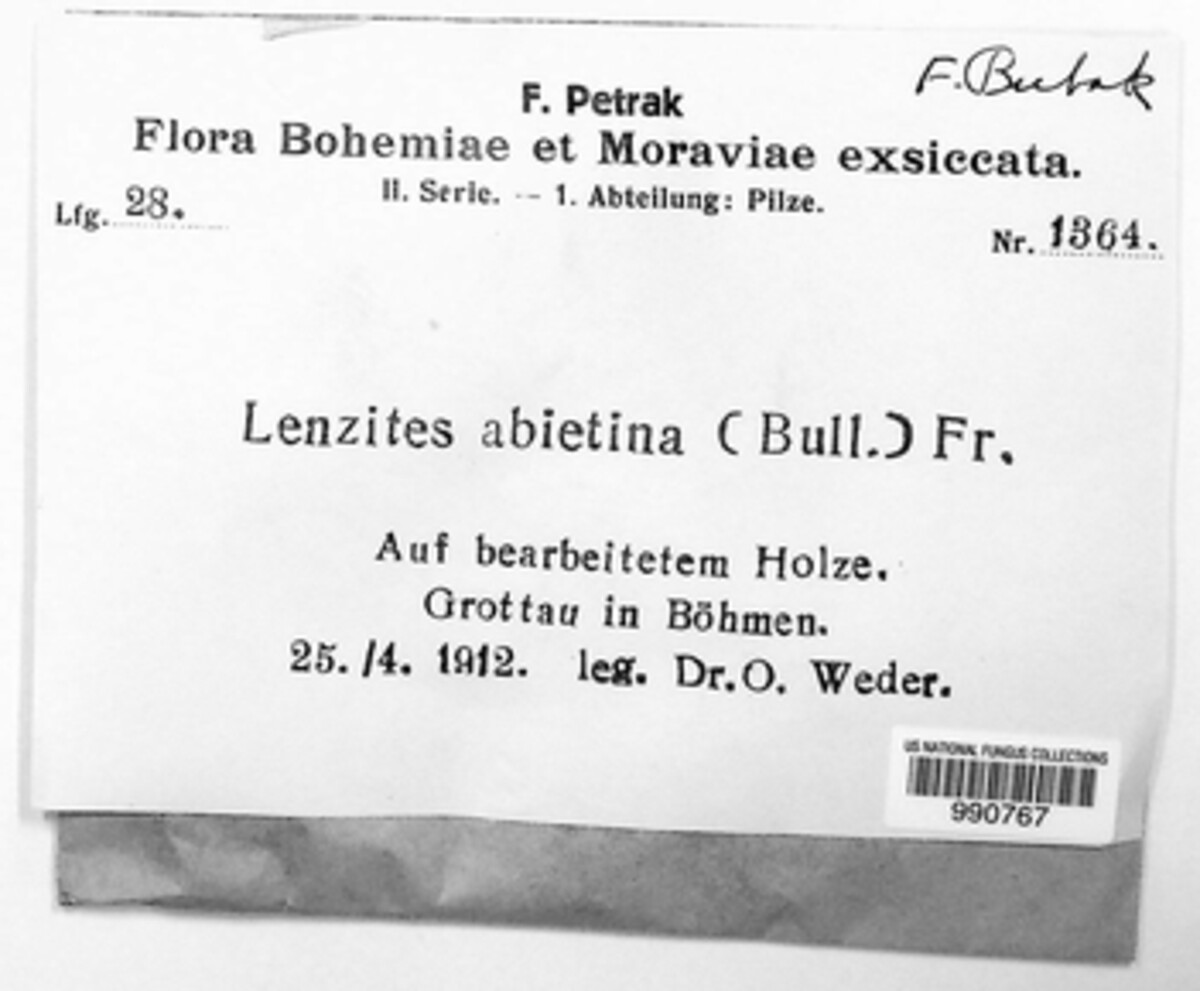 F. Bubak
F. Petrak
Flora Bohemiae et Moraviae exsiccata.
II. Serie. -- 1. Abteilung: Pilze.
Lfg. 28.
Nr. 1364.
Lenzites abietina (Bull.) Fr.
Auf bearbeitetem Holze.
Grottau in Böhmen.
25./4. 1912. leg. Dr. O. Weder.
US NATIONAL FUNGUS COLLECTIONS
990767